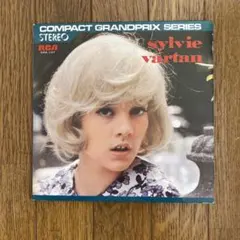 COMPACT GRANDPRIX SERIES
STEREO
RCA
sylvie
vartan